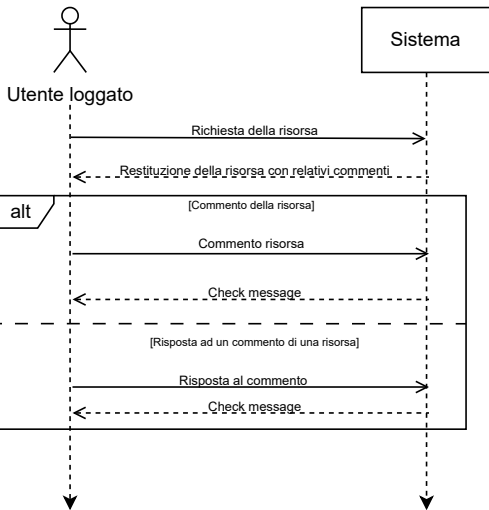 Sistema
Utente loggato
Richiesta della risorsa
Restituzione della risorsa con relativi commenti
alt
[Commento della risorsa]
Commento risorsa
Check message
[Risposta ad un commento di una risorsa]
Risposta al commento
Check message